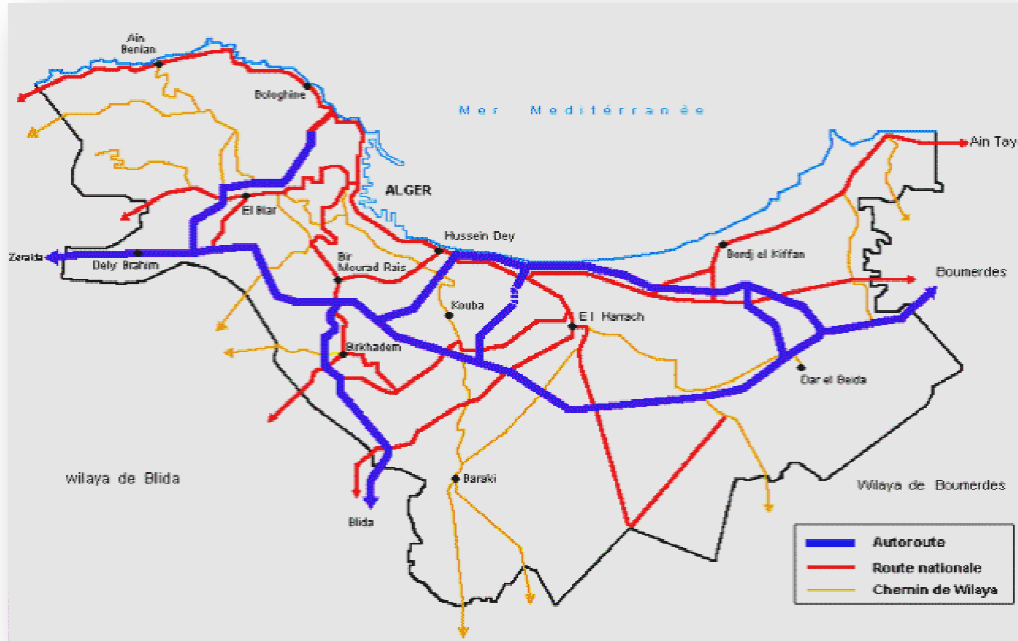 Ain
Benian
Bologhine
Mer Meditérranée
Ain Tay
ALGER
El Biar
Hussein Dey
Zeralda
Dely Brahim
Bir
Mourad Rais
Bordj el Kiffan
Boumerdes
Kouba
El Harrach
Birkhadem
Dar el Beida
wilaya de Blida
Baraki
Wilaya de Boumerdes
Blida
Autoroute
Route nationale
Chemin de Wilaya